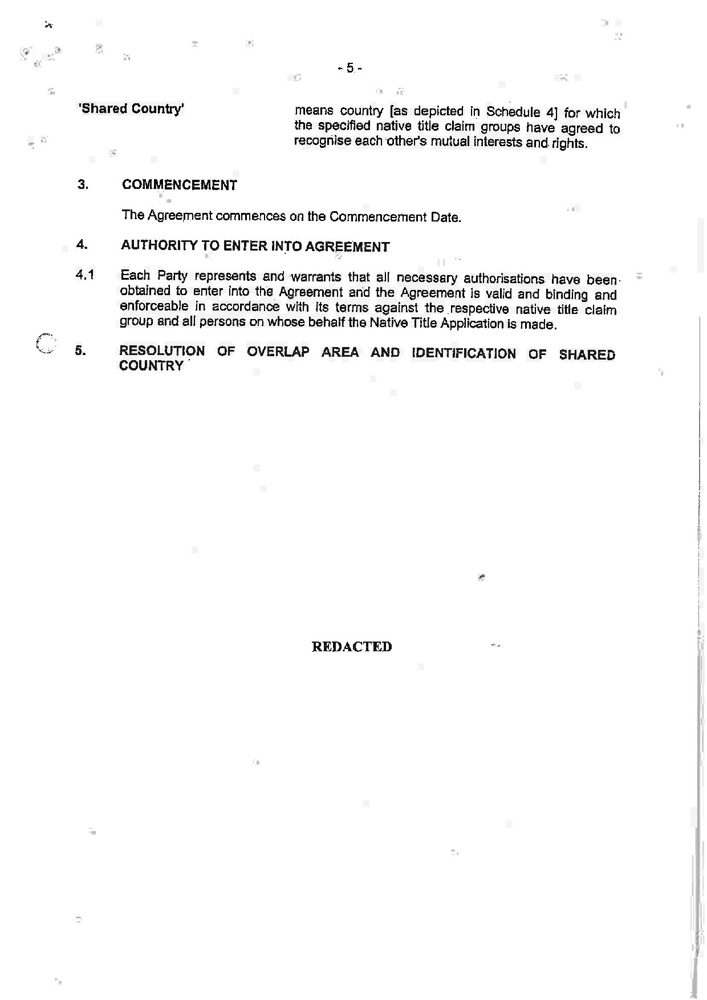 - 5 -
'Shared Country' means country [as depicted in Schedule 4] for which
the specified native title claim groups have agreed to
recognise each other's mutual interests and rights.
3. COMMENCEMENT
The Agreement commences on the Commencement Date.
4. AUTHORITY TO ENTER INTO AGREEMENT
4.1 Each Party represents and warrants that all necessary authorisations have been
obtained to enter into the Agreement and the Agreement is valid and binding and
enforceable in accordance with its terms against the respective native title claim
group and all persons on whose behalf the Native Title Application is made.
5. RESOLUTION OF OVERLAP AREA AND IDENTIFICATION OF SHARED
COUNTRY
REDACTED